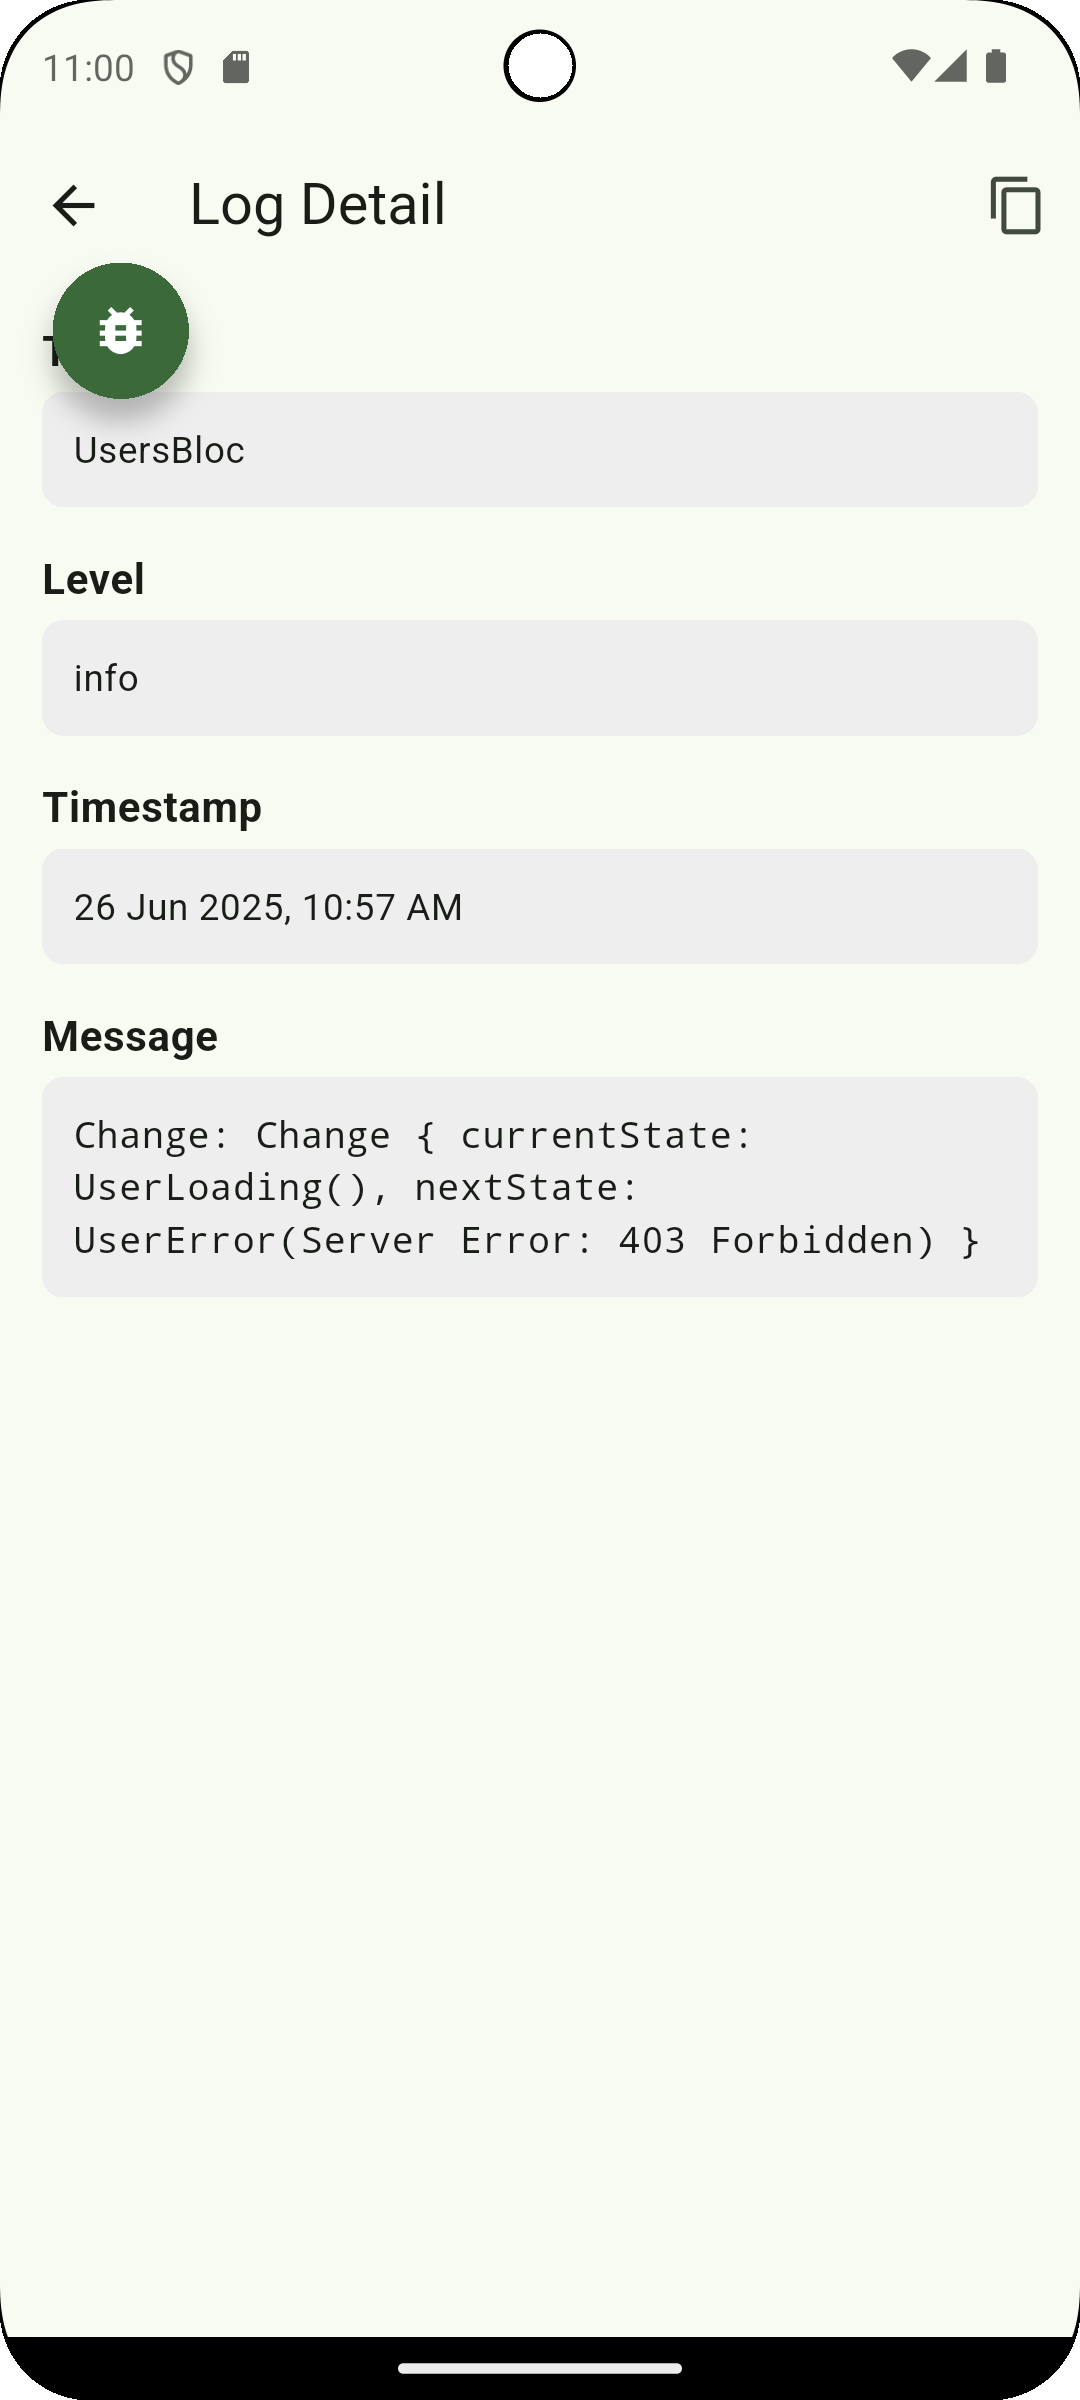 11:00
Log Detail
UsersBloc
Level
info
Timestamp
26 Jun 2025, 10:57 AM
Message
Change: Change { currentState:
UserLoading(), nextState:
UserError(Server Error: 403 Forbidden) }